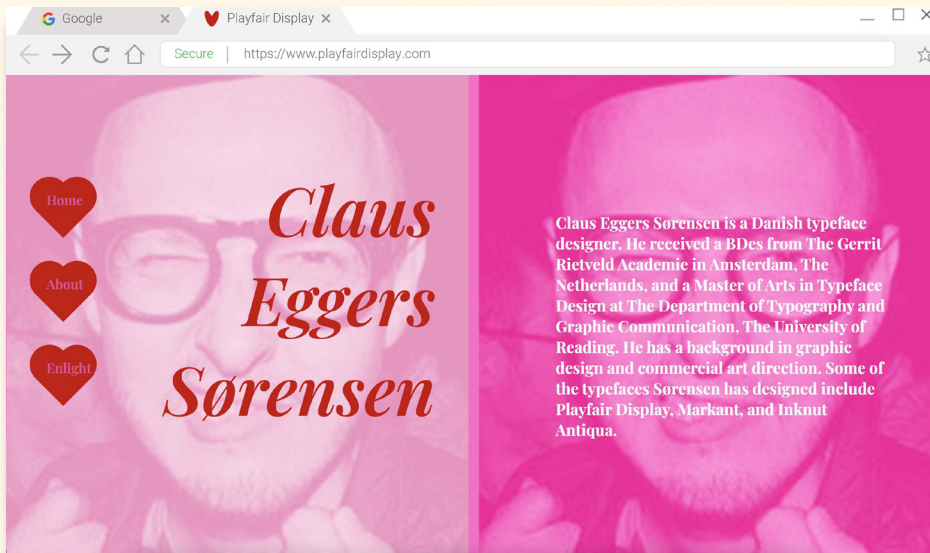 Google
Playfair Display
Secure | https://www.playfairdisplay.com
Home
About
Enlight
Claus
Eggers
Sørensen
Claus Eggers Sørensen is a Danish typeface
designer. He received a BDes from The Gerrit
Rietveld Academie in Amsterdam, The
Netherlands, and a Master of Arts in Typeface
Design at The Department of Typography and
Graphic Communication, The University of
Reading. He has a background in graphic
design and commercial art direction. Some of
the typefaces Sørensen has designed include
Playfair Display, Markant, and Inknut
Antiqua.